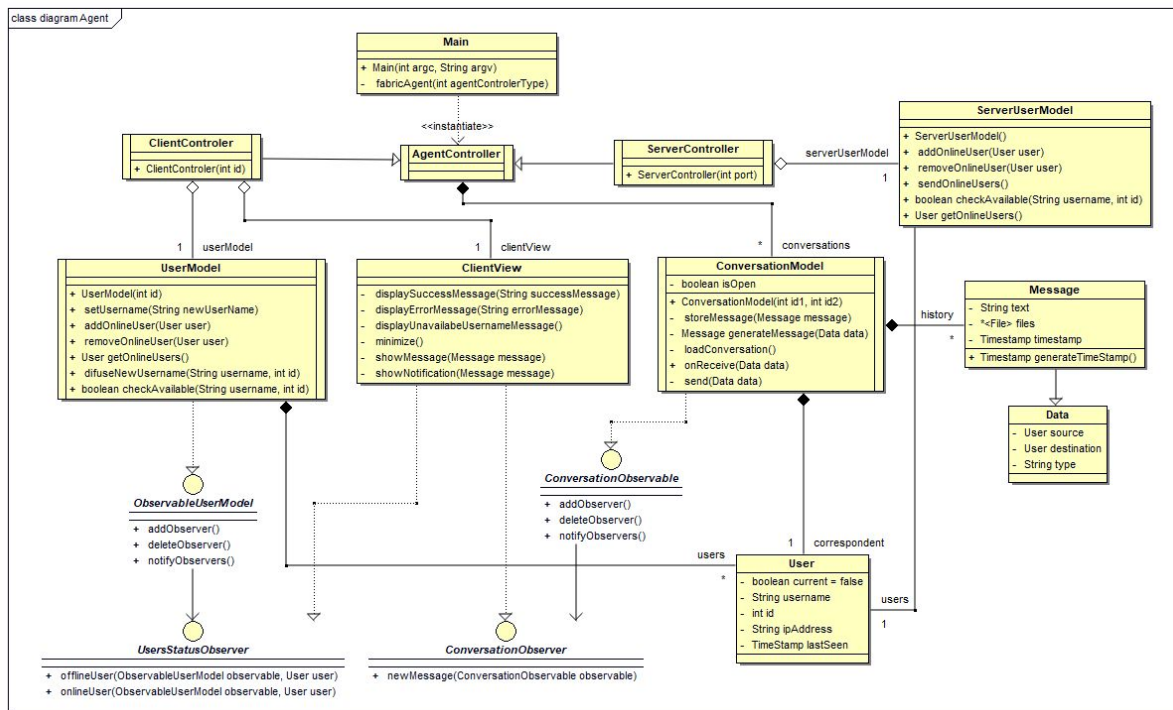 class diagram Agent
Main
+ Main(int argc, String argv)
- fabricAgent(int agentControlerType)
<<instantiate>>
ClientControler
+ ClientControler(int id)
AgentController
ServerController
+ ServerController(int port)
serverUserModel
1
ServerUserModel
+ ServerUserModel()
+ addOnlineUser(User user)
+ removeOnlineUser(User user)
+ sendOnlineUsers()
+ boolean checkAvailable(String username, int id)
+ User getOnlineUsers()
1 userModel
1 clientView
* conversations
UserModel
+ UserModel(int id)
+ setUsername(String newUserName)
+ addOnlineUser(User user)
+ removeOnlineUser(User user)
+ User getOnlineUsers()
+ difuseNewUsername(String username, int id)
+ boolean checkAvailable(String username, int id)
ClientView
- displaySuccessMessage(String successMessage)
- displayErrorMessage(String errorMessage)
- displayUnavailabeUsernameMessage()
- minimize()
- showMessage(Message message)
- showNotification(Message message)
ConversationModel
- boolean isOpen
+ ConversationModel(int id1, int id2)
- storeMessage(Message message)
- Message generateMessage(Data data)
- loadConversation()
+ onReceive(Data data)
- send(Data data)
history
*
Message
- String text
- *<File> files
- Timestamp timestamp
+ Timestamp generateTimeStamp()
Data
- User source
- User destination
- String type
ObservableUserModel
+ addObserver()
+ deleteObserver()
+ notifyObservers()
ConversationObservable
+ addObserver()
+ deleteObserver()
+ notifyObservers()
users
*
1 correspondent
User
- boolean current = false
- String username
- int id
- String ipAddress
- TimeStamp lastSeen
users
1
UsersStatusObserver
+ offlineUser(ObservableUserModel observable, User user)
+ onlineUser(ObservableUserModel observable, User user)
ConversationObserver
+ newMessage(ConversationObservable observable)